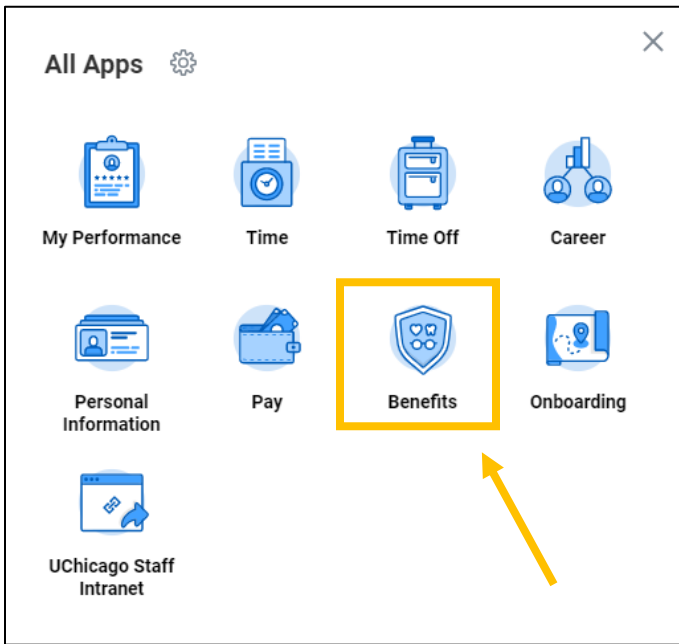 All Apps
My Performance
Time
Time Off
Career
Personal
Information
Pay
Benefits
Onboarding
UChicago Staff
Intranet